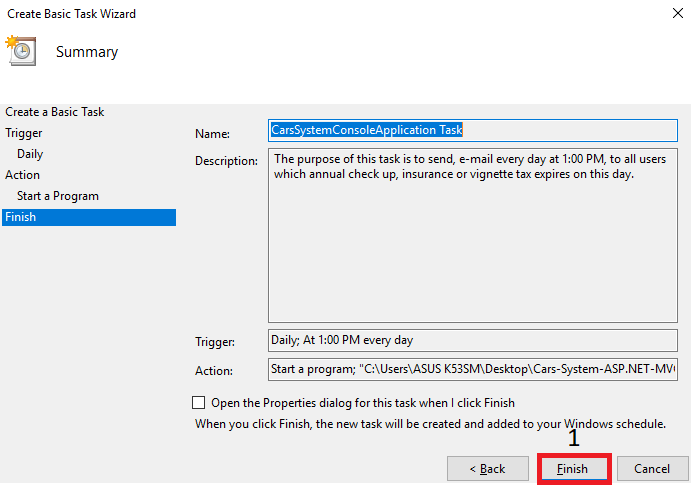 Create Basic Task Wizard
Summary
Create a Basic Task
Trigger
Daily
Action
Start a Program
Finish
Name:
CarsSystemConsoleApplication Task
Description:
The purpose of this task is to send, e-mail every day at 1:00 PM, to all users
which annual check up, insurance or vignette tax expires on this day.
Trigger:
Daily; At 1:00 PM every day
Action:
Start a program; "C:\Users\ASUS K53SM\Desktop\Cars-System-ASP.NET-MV
Open the Properties dialog for this task when I click Finish
When you click Finish, the new task will be created and added to your Windows schedule.
1
< Back
Finish
Cancel